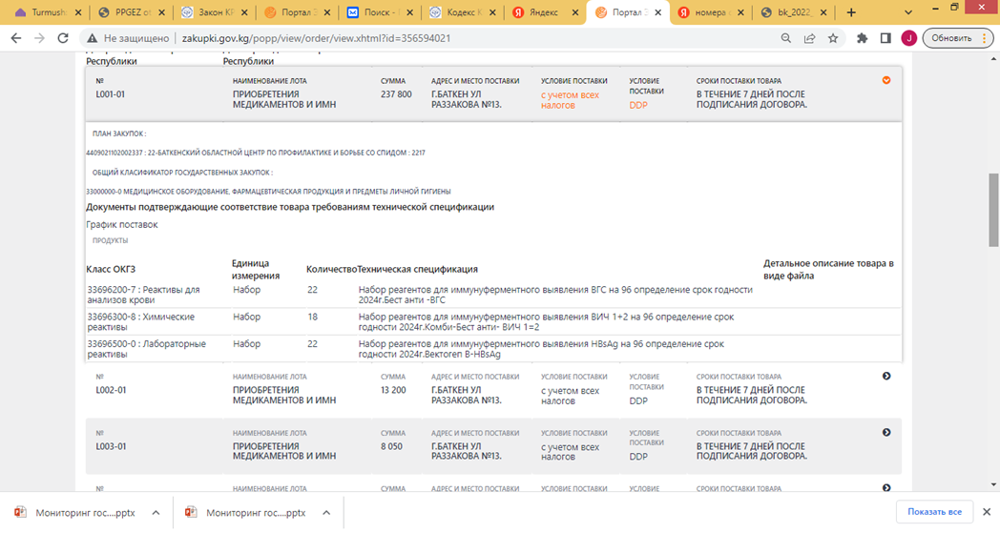 Turmush
PPGEZ от
Закон КР
Портал Э
Поиск -
Кодекс К
Яндекс
Портал Э
номера
bk_2022_
Не защищено | zakupki.gov.kg/popp/view/order/view.xhtml?id=356594021
J
Обновить
Республики Республики
№ НАИМЕНОВАНИЕ ЛОТА СУММА АДРЕС И МЕСТО ПОСТАВКИ УСЛОВИЯ ПОСТАВКИ УСЛОВИЕ ПОСТАВКИ СРОКИ ПОСТАВКИ ТОВАРА
L001-01 ПРИОБРЕТЕНИЯ МЕДИКАМЕНТОВ И ИМН 237 800 Г.БАТКЕН УЛ РАЗЗАКОВА №13. с учетом всех налогов DDP В ТЕЧЕНИЕ 7 ДНЕЙ ПОСЛЕ ПОДПИСАНИЯ ДОГОВОРА.
ПЛАН ЗАКУПОК :
4409021102002337 : 22-БАТКЕНСКИЙ ОБЛАСТНОЙ ЦЕНТР ПО ПРОФИЛАКТИКЕ И БОРЬБЕ СО СПИДОМ : 2217
ОБЩИЙ КЛАСИФИКАТОР ГОСУДАРСТВЕННЫХ ЗАКУПОК :
33000000-0 МЕДИЦИНСКОЕ ОБОРУДОВАНИЕ, ФАРМАЦЕВТИЧЕСКАЯ ПРОДУКЦИЯ И ПРЕДМЕТЫ ЛИЧНОЙ ГИГИЕНЫ
Документы подтверждающие соответствие товара требованиям технической спецификации
График поставок
ПРОДУКТЫ
Класс ОКГЗ Единица измерения Количество Техническая спецификация Детальное описание товара в виде файла
33696200-7 : Реактивы для анализов крови Набор 22 Набор реагентов для иммуноферментного выявления ВГС на 96 определение срок годности 2024г.Бест анти -ВГС
33696300-8 : Химические реактивы Набор 18 Набор реагентов для иммуноферментного выявления ВИЧ 1+2 на 96 определение срок годности 2024г.Комби-Бест анти- ВИЧ 1=2
33696500-0 : Лабораторные реактивы Набор 22 Набор реагентов для иммуноферментного выявления HBsAg на 96 определение срок годности 2024г.Вектогеп В-HBsAg
№ НАИМЕНОВАНИЕ ЛОТА СУММА АДРЕС И МЕСТО ПОСТАВКИ УСЛОВИЯ ПОСТАВКИ УСЛОВИЕ ПОСТАВКИ СРОКИ ПОСТАВКИ ТОВАРА
L002-01 ПРИОБРЕТЕНИЯ МЕДИКАМЕНТОВ И ИМН 13 200 Г.БАТКЕН УЛ РАЗЗАКОВА №13. с учетом всех налогов DDP В ТЕЧЕНИЕ 7 ДНЕЙ ПОСЛЕ ПОДПИСАНИЯ ДОГОВОРА.
№ НАИМЕНОВАНИЕ ЛОТА СУММА АДРЕС И МЕСТО ПОСТАВКИ УСЛОВИЯ ПОСТАВКИ УСЛОВИЕ ПОСТАВКИ СРОКИ ПОСТАВКИ ТОВАРА
L003-01 ПРИОБРЕТЕНИЯ МЕДИКАМЕНТОВ И ИМН 8 050 Г.БАТКЕН УЛ РАЗЗАКОВА №13. с учетом всех налогов DDP В ТЕЧЕНИЕ 7 ДНЕЙ ПОСЛЕ ПОДПИСАНИЯ ДОГОВОРА.
№ НАИМЕНОВАНИЕ ЛОТА СУММА АДРЕС И МЕСТО ПОСТАВКИ УСЛОВИЯ ПОСТАВКИ УСЛОВИЕ СРОКИ ПОСТАВКИ ТОВАРА
Мониторинг гос....pptx
Мониторинг гос....pptx
Показать все